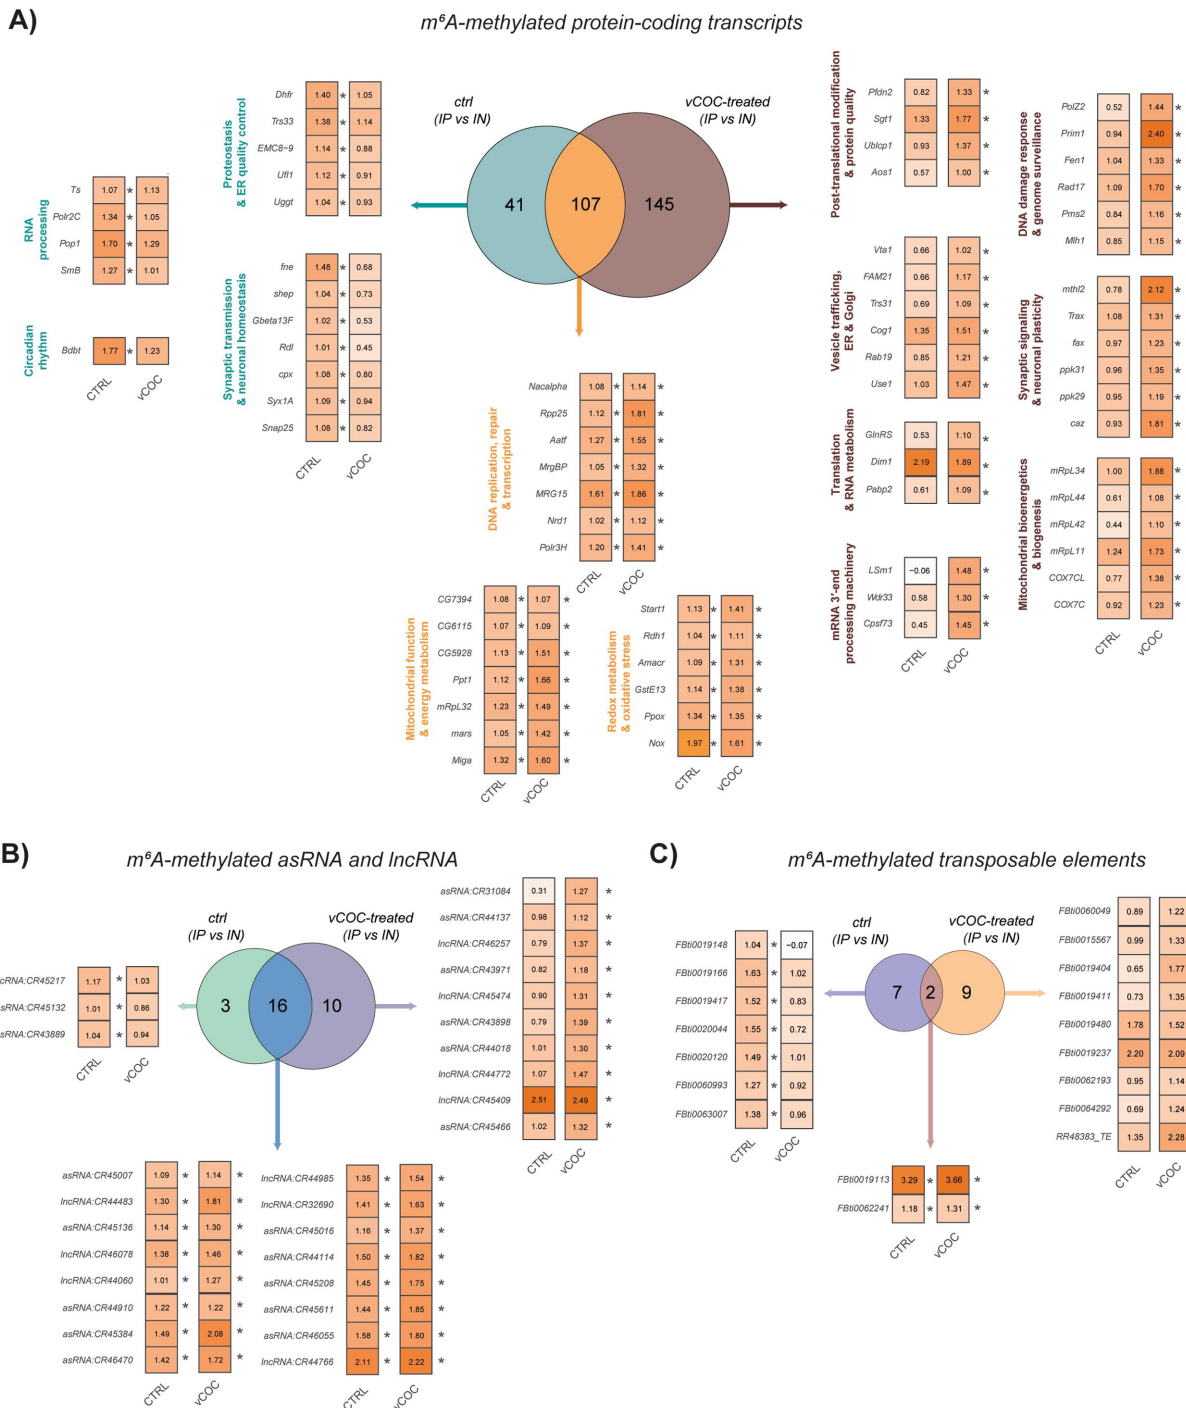 A)
m⁶A-methylated protein-coding transcripts
ctrl
(IP vs IN)
vCOC-treated
(IP vs IN)
41
107
145
RNA
processing
Ts 1.07 * 1.13
Polr2C 1.34 * 1.05
Pop1 1.70 * 1.29
SmB 1.27 * 1.01
Circadian
rhythm
Bdbt 1.77 * 1.23
CTRL vCOC
Proteostasis
& ER quality control
Dhfr 1.40 * 1.05
Trs33 1.38 * 1.14
EMC8−9 1.14 * 0.88
Ufl1 1.12 * 0.91
Uggt 1.04 * 0.93
Synaptic transmission
& neuronal homeostasis
fne 1.48 * 0.68
shep 1.04 * 0.73
Gbeta13F 1.02 * 0.53
Rdl 1.01 * 0.45
cpx 1.08 * 0.80
Syx1A 1.09 * 0.94
Snap25 1.08 * 0.82
CTRL vCOC
DNA replication, repair
& transcription
Nacalpha 1.08 * 1.14 *
Rpp25 1.12 * 1.81 *
Aatf 1.27 * 1.55 *
MrgBP 1.05 * 1.32 *
MRG15 1.61 * 1.86 *
Nrd1 1.02 * 1.12 *
Polr3H 1.20 * 1.41 *
CTRL vCOC
Mitochondrial function
& energy metabolism
CG7394 1.08 * 1.07 *
CG6115 1.07 * 1.09 *
CG5928 1.13 * 1.51 *
Ppt1 1.12 * 1.66 *
mRpL32 1.23 * 1.49 *
mars 1.05 * 1.42 *
Miga 1.32 * 1.60 *
CTRL vCOC
Redox metabolism
& oxidative stress
Start1 1.13 * 1.41 *
Rdh1 1.04 * 1.11 *
Amacr 1.09 * 1.31 *
GstE13 1.14 * 1.38 *
Ppox 1.34 * 1.35 *
Nox 1.97 * 1.61 *
CTRL vCOC
Post-translational modification
& protein quality
Pfdn2 0.82 1.33 *
Sgt1 1.33 1.77 *
Ublcp1 0.93 1.37 *
Aos1 0.57 1.00 *
Vesicle trafficking,
ER & Golgi
Vta1 0.66 1.02 *
FAM21 0.66 1.17 *
Trs31 0.69 1.09 *
Cog1 1.35 1.51 *
Rab19 0.85 1.21 *
Use1 1.03 1.47 *
Translation
& RNA metabolism
GlnRS 0.53 1.10 *
Dim1 2.19 1.89 *
Pabp2 0.61 1.09 *
mRNA 3'-end
processing machinery
LSm1 −0.06 1.48 *
Wdr33 0.58 1.30 *
Cpsf73 0.45 1.45 *
CTRL vCOC
DNA damage response
& genome surveillance
PolZ2 0.52 1.44 *
Prim1 0.94 2.40 *
Fen1 1.04 1.33 *
Rad17 1.09 1.70 *
Pms2 0.84 1.16 *
Mlh1 0.85 1.15 *
Synaptic signaling
& neuronal plasticity
mthl2 0.78 2.12 *
Trax 1.08 1.31 *
fax 0.97 1.23 *
ppk31 0.96 1.35 *
ppk29 0.95 1.19 *
caz 0.93 1.81 *
Mitochondrial bioenergetics
& biogenesis
mRpL34 1.00 1.88 *
mRpL44 0.61 1.08 *
mRpL42 0.44 1.10 *
mRpL11 1.24 1.73 *
COX7CL 0.77 1.38 *
COX7C 0.92 1.23 *
CTRL vCOC
B)
m⁶A-methylated asRNA and lncRNA
ctrl
(IP vs IN)
vCOC-treated
(IP vs IN)
3
16
10
cRNA:CR45217 1.17 * 1.03
sRNA:CR45132 1.01 * 0.86
sRNA:CR43889 1.04 * 0.94
CTRL vCOC
asRNA:CR31084 0.31 1.27 *
asRNA:CR44137 0.98 1.12 *
lncRNA:CR46257 0.79 1.37 *
asRNA:CR43971 0.82 1.18 *
lncRNA:CR45474 0.90 1.31 *
asRNA:CR43898 0.79 1.39 *
asRNA:CR44018 1.01 1.30 *
lncRNA:CR44772 1.07 1.47 *
lncRNA:CR45409 2.51 2.49 *
asRNA:CR45466 1.02 1.32 *
CTRL vCOC
asRNA:CR45007 1.09 * 1.14 *
lncRNA:CR44483 1.30 * 1.81 *
asRNA:CR45136 1.14 * 1.30 *
lncRNA:CR46078 1.38 * 1.46 *
lncRNA:CR44060 1.01 * 1.27 *
asRNA:CR44910 1.22 * 1.22 *
asRNA:CR45384 1.49 * 2.08 *
asRNA:CR46470 1.42 * 1.72 *
CTRL vCOC
lncRNA:CR44985 1.35 * 1.54 *
lncRNA:CR32690 1.41 * 1.63 *
asRNA:CR45016 1.16 * 1.37 *
asRNA:CR44114 1.50 * 1.82 *
asRNA:CR45208 1.45 * 1.75 *
asRNA:CR45611 1.44 * 1.85 *
asRNA:CR46055 1.58 * 1.80 *
lncRNA:CR44766 2.11 * 2.22 *
CTRL vCOC
C)
m⁶A-methylated transposable elements
ctrl
(IP vs IN)
vCOC-treated
(IP vs IN)
7
2
9
FBti0019148 1.04 * −0.07
FBti0019166 1.63 * 1.02
FBti0019417 1.52 * 0.83
FBti0020044 1.55 * 0.72
FBti0020120 1.49 * 1.01
FBti0060993 1.27 * 0.92
FBti0063007 1.38 * 0.96
CTRL vCOC
FBti0060049 0.89 1.22
FBti0015567 0.99 1.33
FBti0019404 0.65 1.77
FBti0019411 0.73 1.35
FBti0019480 1.78 1.52
FBti0019237 2.20 2.09
FBti0062193 0.95 1.14
FBti0064292 0.69 1.24
RR48383_TE 1.35 2.28
CTRL vCOC
FBti0019113 3.29 * 3.66 *
FBti0062241 1.18 * 1.31 *
CTRL vCOC